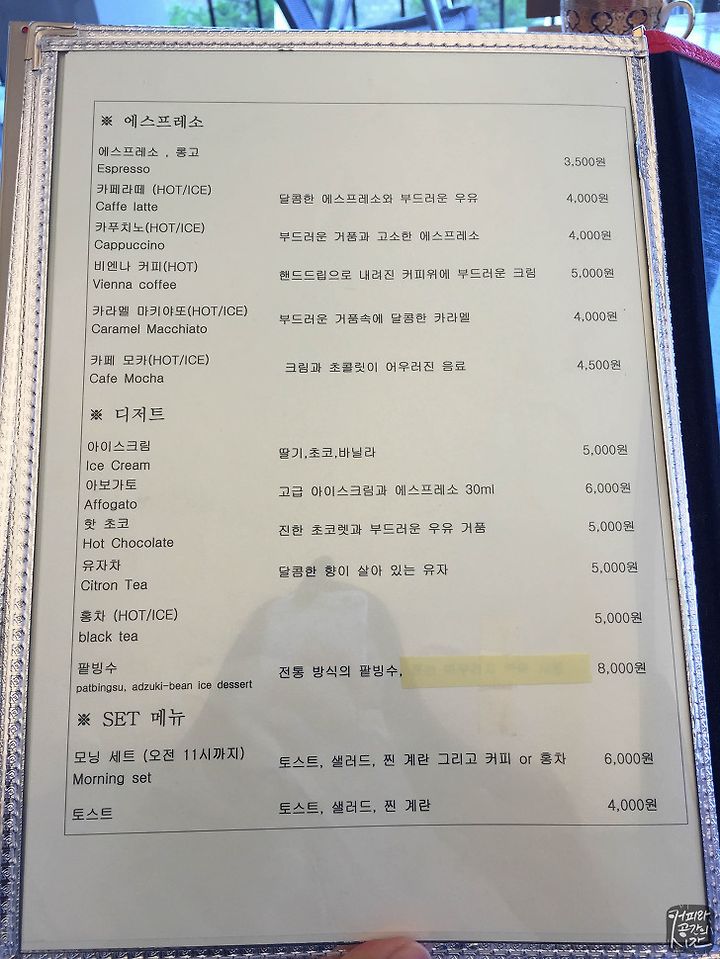 ※ 에스프레소
에스프레소 , 롱고
Espresso
3,500원
카페라떼 (HOT/ICE)
Caffe latte
달콤한 에스프레소와 부드러운 우유
4,000원
카푸치노(HOT/ICE)
Cappuccino
부드러운 거품과 고소한 에스프레소
4,000원
비엔나 커피(HOT)
Vienna coffee
핸드드립으로 내려진 커피위에 부드러운 크림
5,000원
카라멜 마키야또(HOT/ICE)
Caramel Macchiato
부드러운 거품속에 달콤한 카라멜
4,000원
카페 모카(HOT/ICE)
Cafe Mocha
크림과 초콜릿이 어우러진 음료
4,500원
※ 디저트
아이스크림
Ice Cream
딸기,초코,바닐라
5,000원
아보가토
Affogato
고급 아이스크림과 에스프레소 30ml
6,000원
핫 초코
Hot Chocolate
진한 초코렛과 부드러운 우유 거품
5,000원
유자차
Citron Tea
달콤한 향이 살아 있는 유자
5,000원
홍차 (HOT/ICE)
black tea
5,000원
팥빙수
patbingsu, adzuki-bean ice dessert
전통 방식의 팥빙수,
8,000원
※ SET 메뉴
모닝 세트 (오전 11시까지)
Morning set
토스트, 샐러드, 찐 계란 그리고 커피 or 홍차
6,000원
토스트
토스트, 샐러드, 찐 계란
4,000원
커피와
공간의
시간